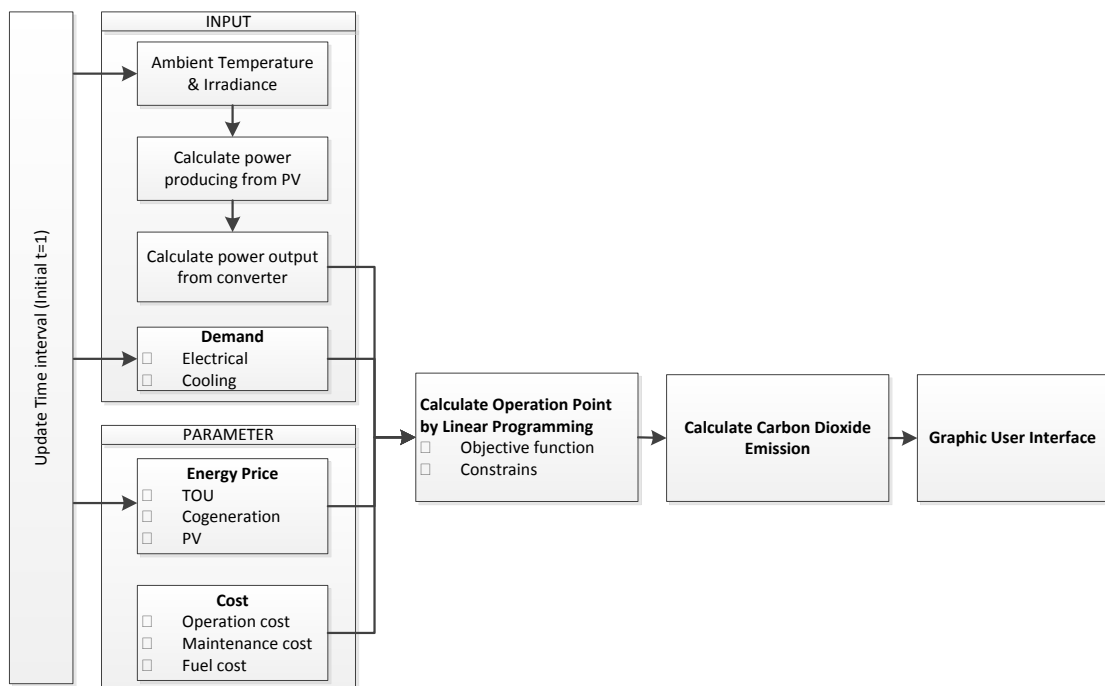 Update Time interval (Initial t=1)
INPUT
Ambient Temperature
& Irradiance
Calculate power
producing from PV
Calculate power output
from converter
Demand
Electrical
Cooling
PARAMETER
Energy Price
TOU
Cogeneration
PV
Cost
Operation cost
Maintenance cost
Fuel cost
Calculate Operation Point
by Linear Programming
Objective function
Constrains
Calculate Carbon Dioxide
Emission
Graphic User Interface